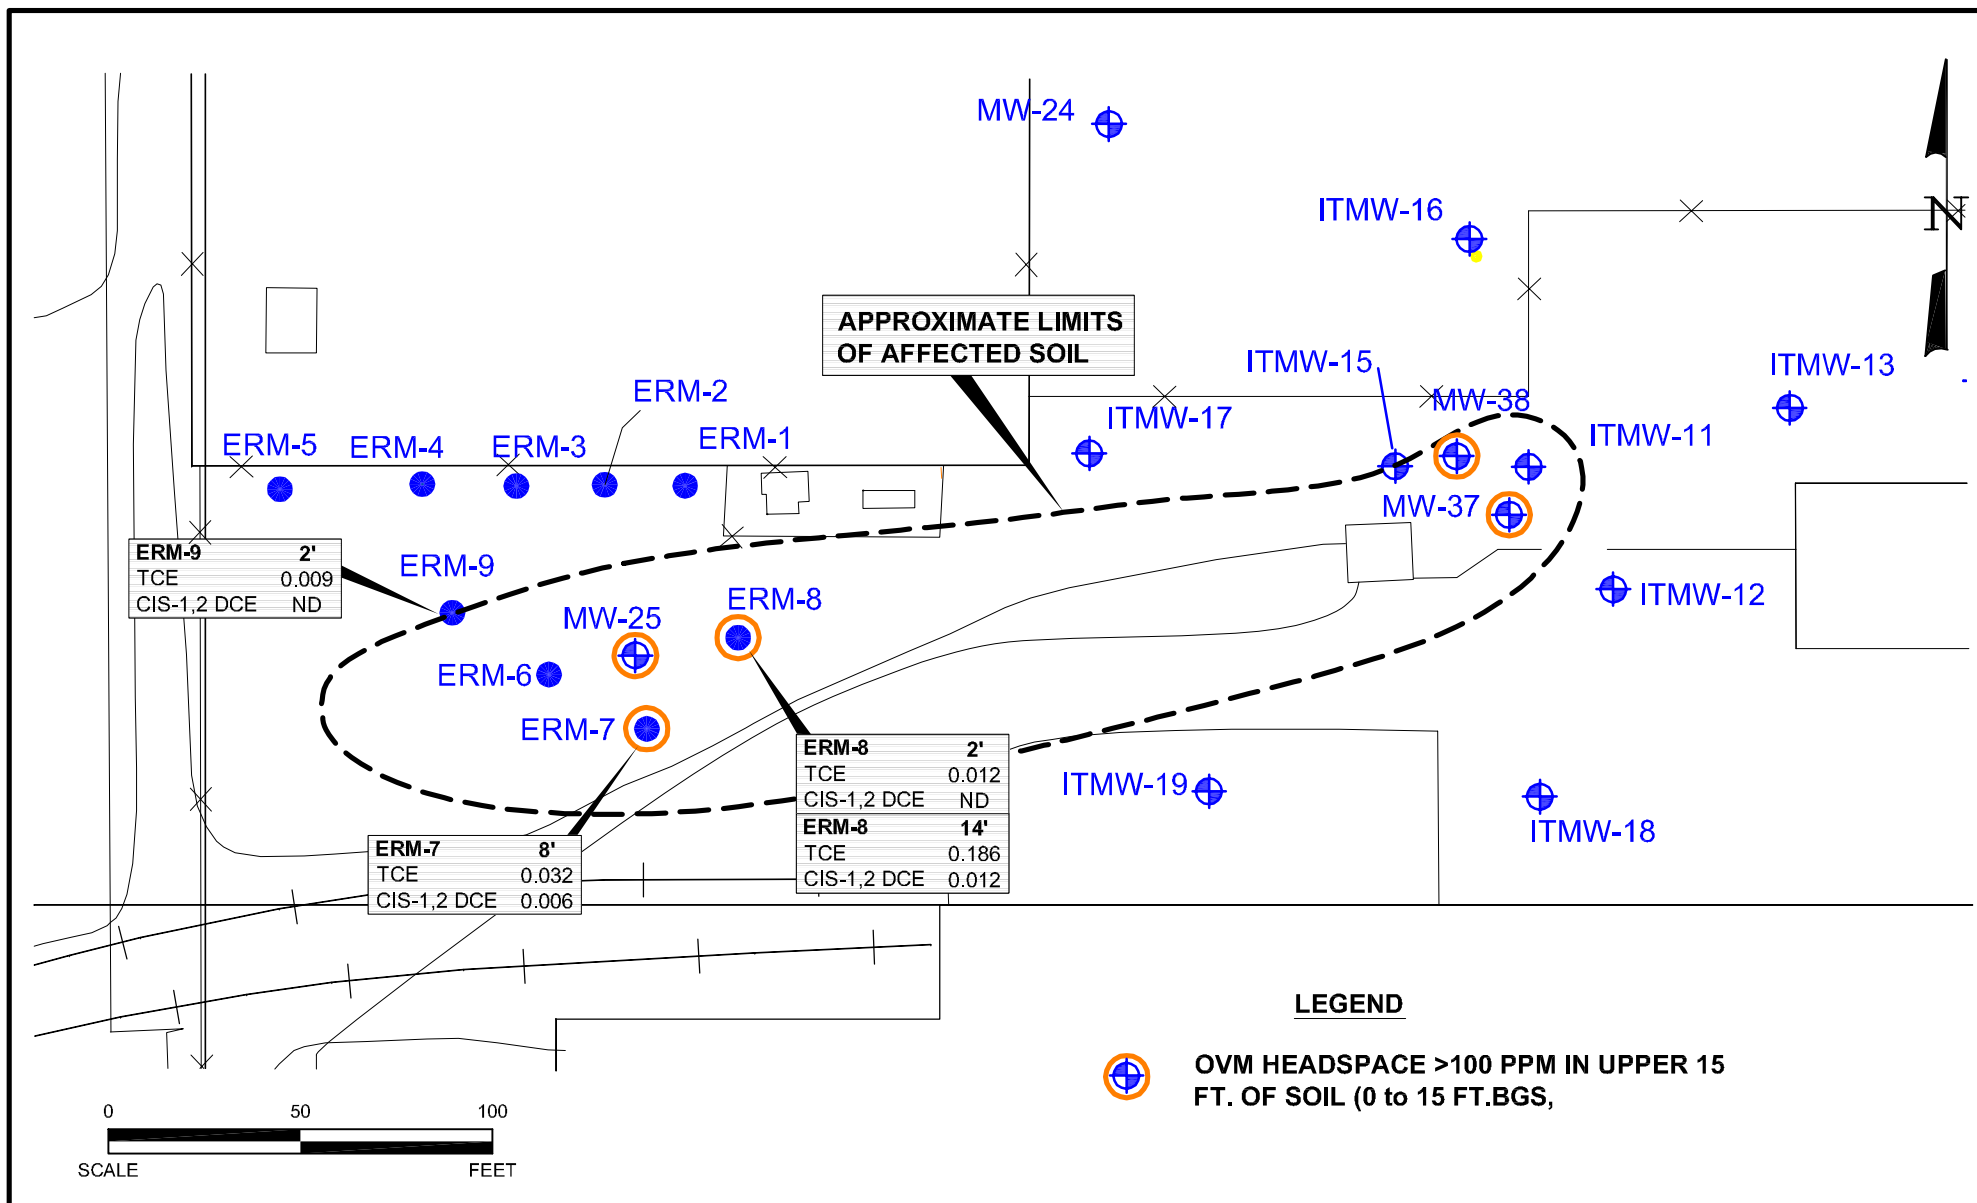 MW-24
ITMW-16
N
APPROXIMATE LIMITS
OF AFFECTED SOIL
ITMW-15
ITMW-13
ERM-2
MW-38
ITMW-17
ITMW-11
ERM-5
ERM-4
ERM-3
ERM-1
MW-37
ERM-9 2'
TCE 0.009
CIS-1,2 DCE ND
ERM-9
MW-25
ERM-8
ITMW-12
ERM-6
ERM-7
ERM-8 2'
TCE 0.012
CIS-1,2 DCE ND
ERM-8 14'
TCE 0.186
CIS-1,2 DCE 0.012
ITMW-19
ITMW-18
ERM-7 8'
TCE 0.032
CIS-1,2 DCE 0.006
LEGEND
OVM HEADSPACE >100 PPM IN UPPER 15
FT. OF SOIL (0 to 15 FT.BGS,
0 50 100
SCALE FEET